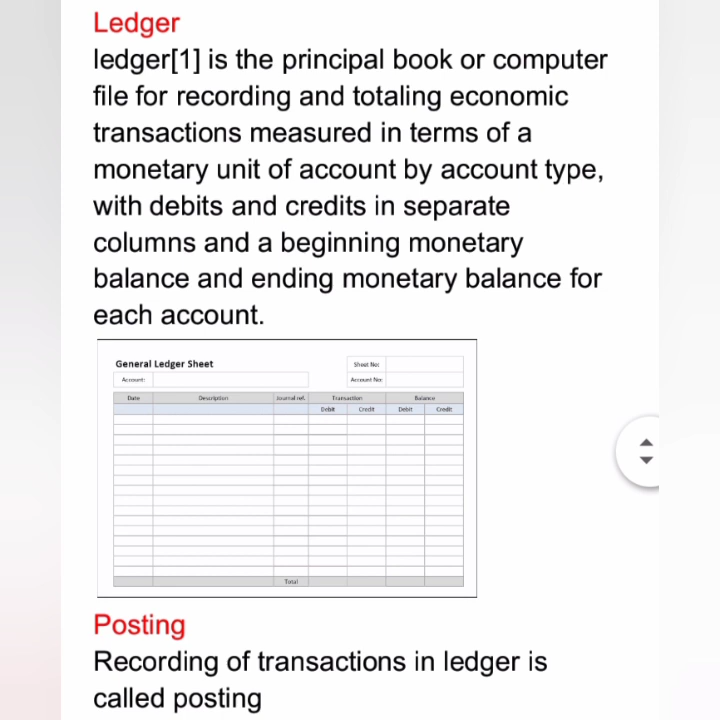 Ledger
ledger[1] is the principal book or computer
file for recording and totaling economic
transactions measured in terms of a
monetary unit of account by account type,
with debits and credits in separate
columns and a beginning monetary
balance and ending monetary balance for
each account.
General Ledger Sheet
Sheet No:
Account:
Account No:
Date Description Journal ref. Transaction Balance
Debit Credit Debit Credit
Total
Posting
Recording of transactions in ledger is
called posting